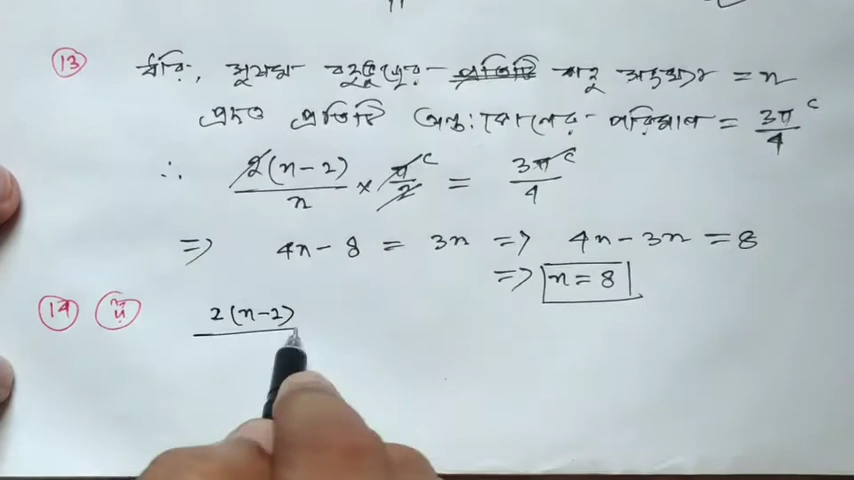 13 ধরি, সুষম বহুভুজের বাহু সংখ্যা = n
প্রদত্ত প্রতিটি অন্তঃকোনের পরিমাণ = 3π^c/4
∴ 2(n-2)/n × π^c/2 = 3π^c/4
⇒ 4n - 8 = 3n ⇒ 4n - 3n = 8
⇒ n = 8
14 2(n-2)